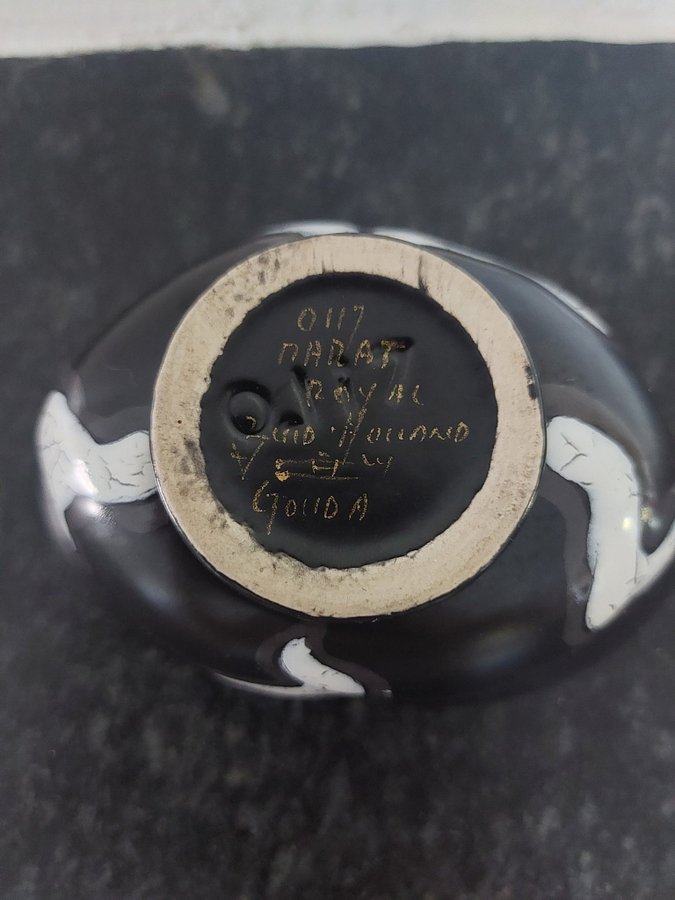 0117
MARAT
ROYAL
ZUID-HOLLAND
GOUDA